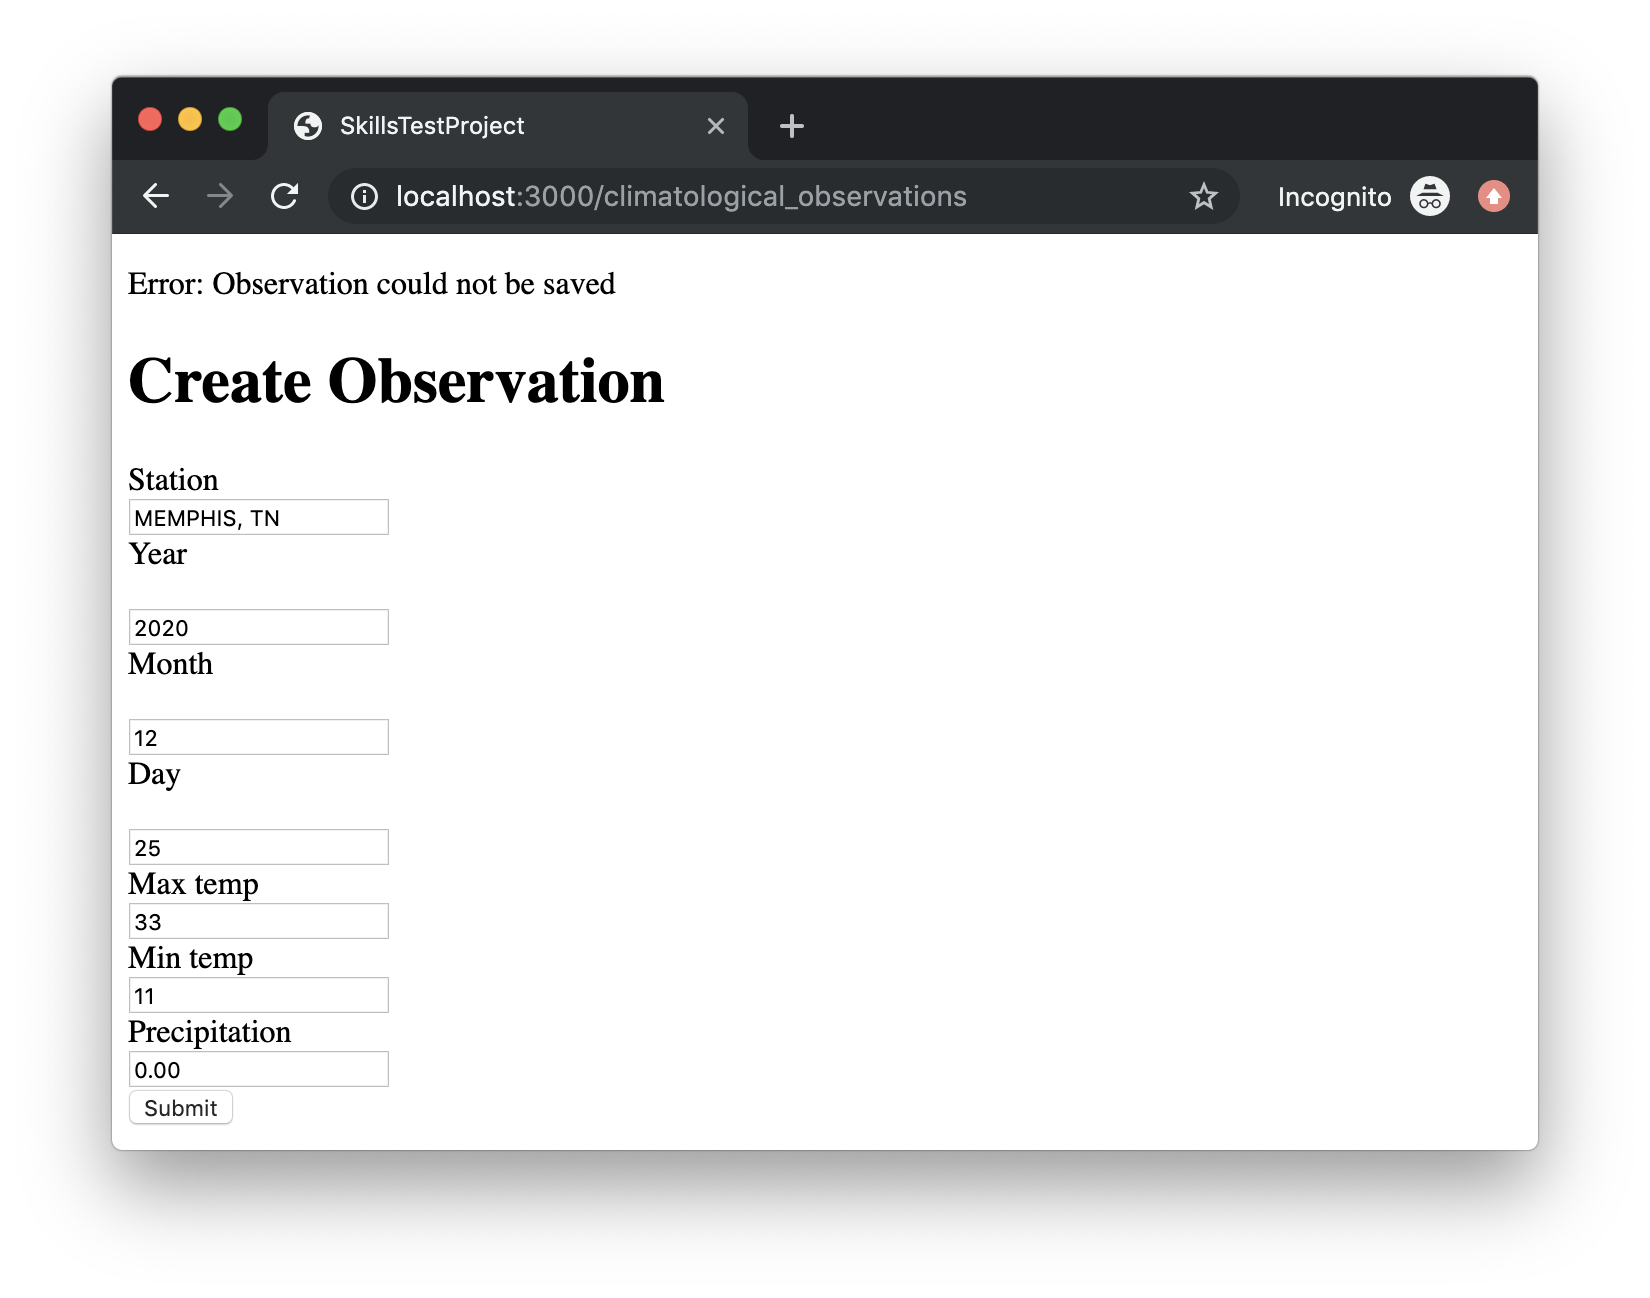 SkillsTestProject
localhost:3000/climatological_observations
Incognito
Error: Observation could not be saved
Create Observation
Station
MEMPHIS, TN
Year
2020
Month
12
Day
25
Max temp
33
Min temp
11
Precipitation
0.00
Submit